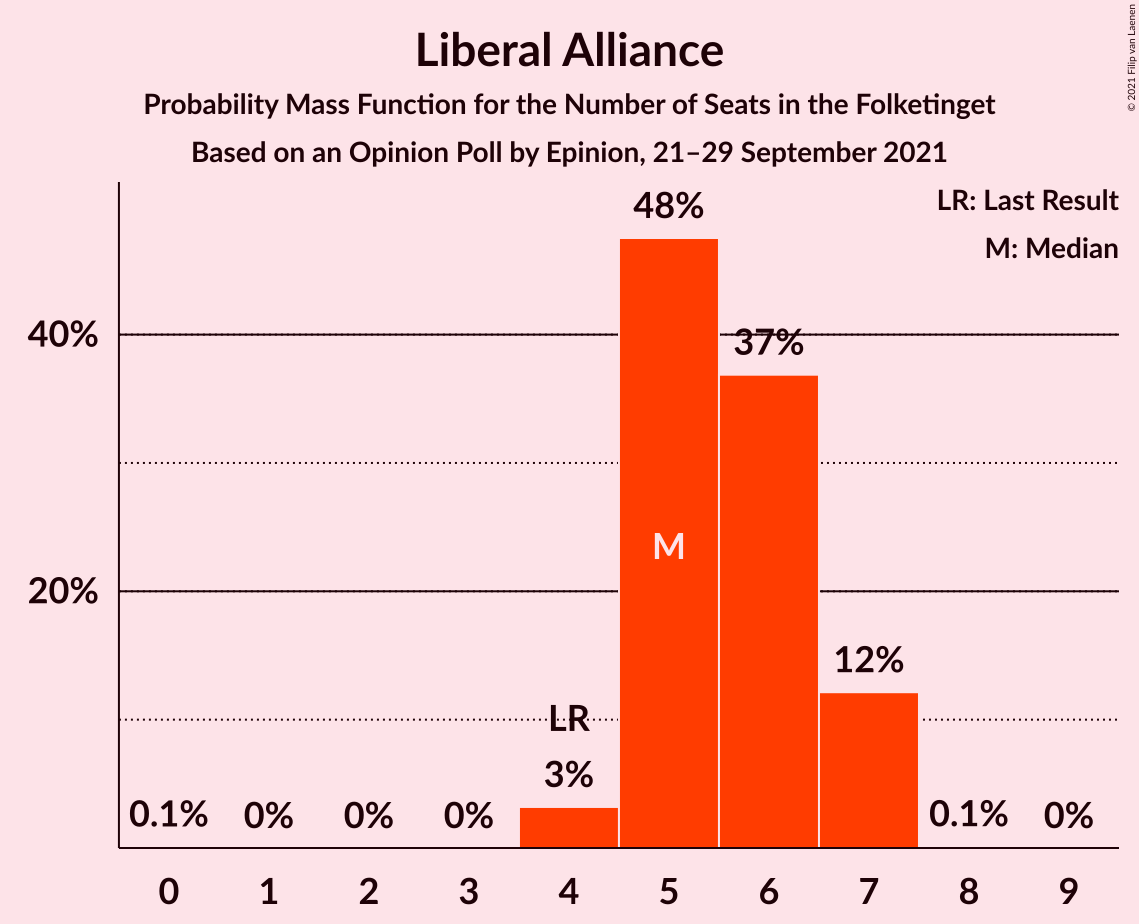 Liberal Alliance
Probability Mass Function for the Number of Seats in the Folketinget
Based on an Opinion Poll by Epinion, 21–29 September 2021
© 2021 Filip van Laenen
LR: Last Result
M: Median
48%
40%
37%
M
20%
12%
LR
3%
0.1% 0% 0% 0% 0.1% 0%
0 1 2 3 4 5 6 7 8 9